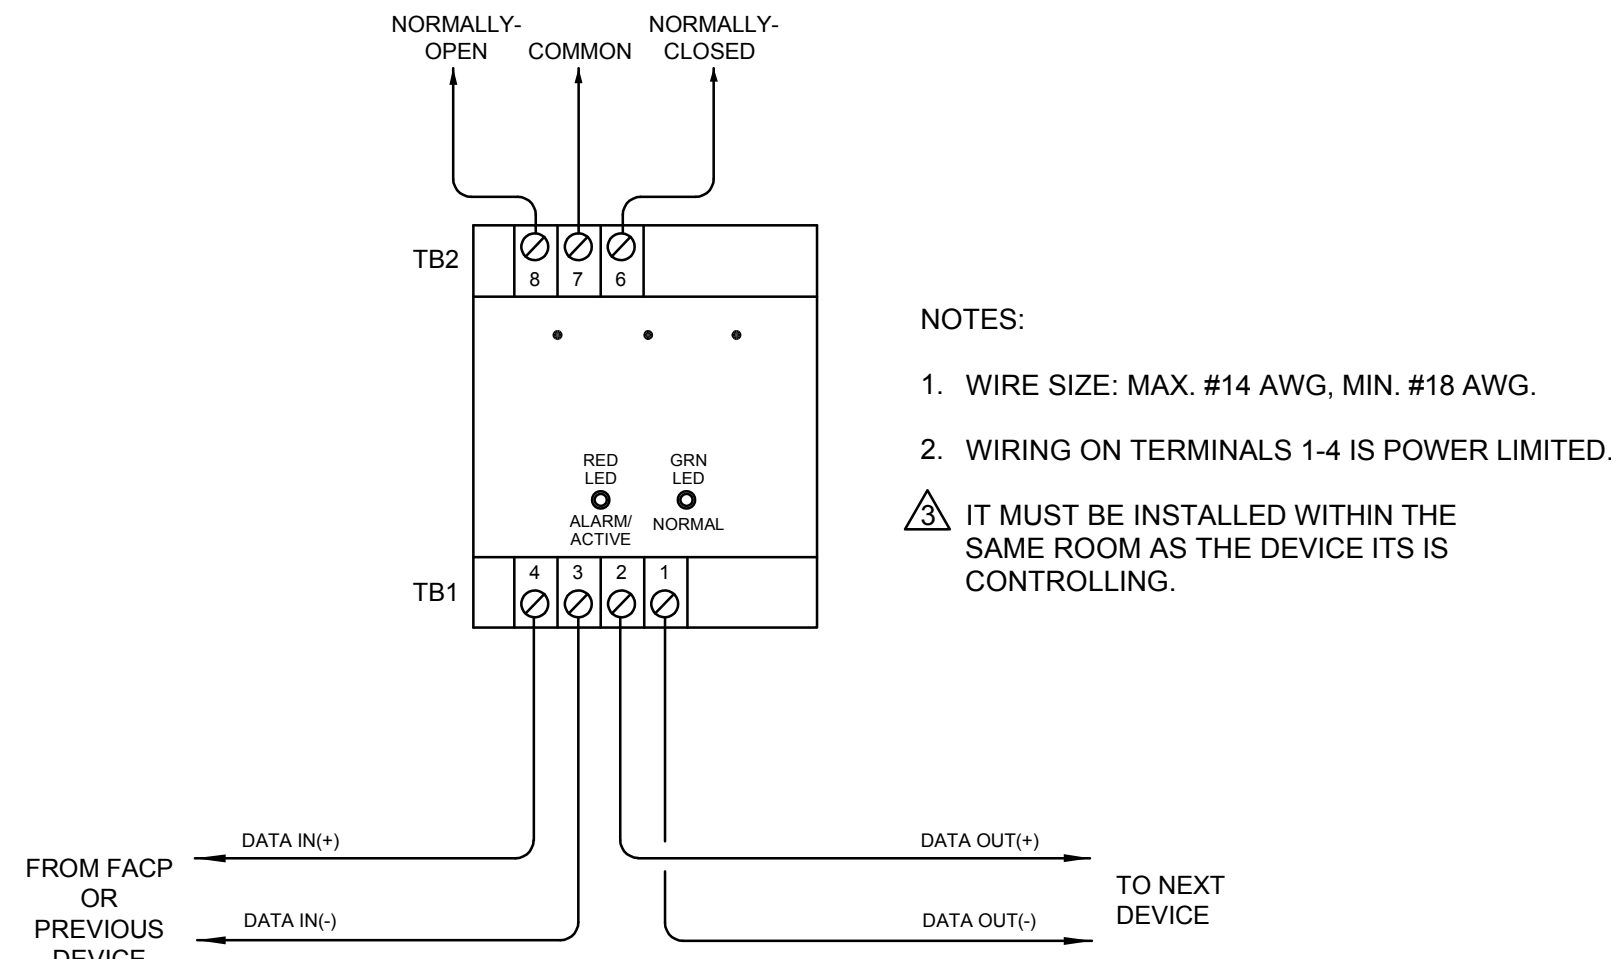 NORMALLY-
OPEN
COMMON
NORMALLY-
CLOSED
TB2
8 7 6
NOTES:
1. WIRE SIZE: MAX. #14 AWG, MIN. #18 AWG.
2. WIRING ON TERMINALS 1-4 IS POWER LIMITED.
3 IT MUST BE INSTALLED WITHIN THE
SAME ROOM AS THE DEVICE ITS IS
CONTROLLING.
RED
LED
ALARM/
ACTIVE
GRN
LED
NORMAL
TB1
4 3 2 1
DATA IN(+)
DATA OUT(+)
FROM FACP
OR
PREVIOUS
DEVICE
TO NEXT
DEVICE
DATA IN(-)
DATA OUT(-)